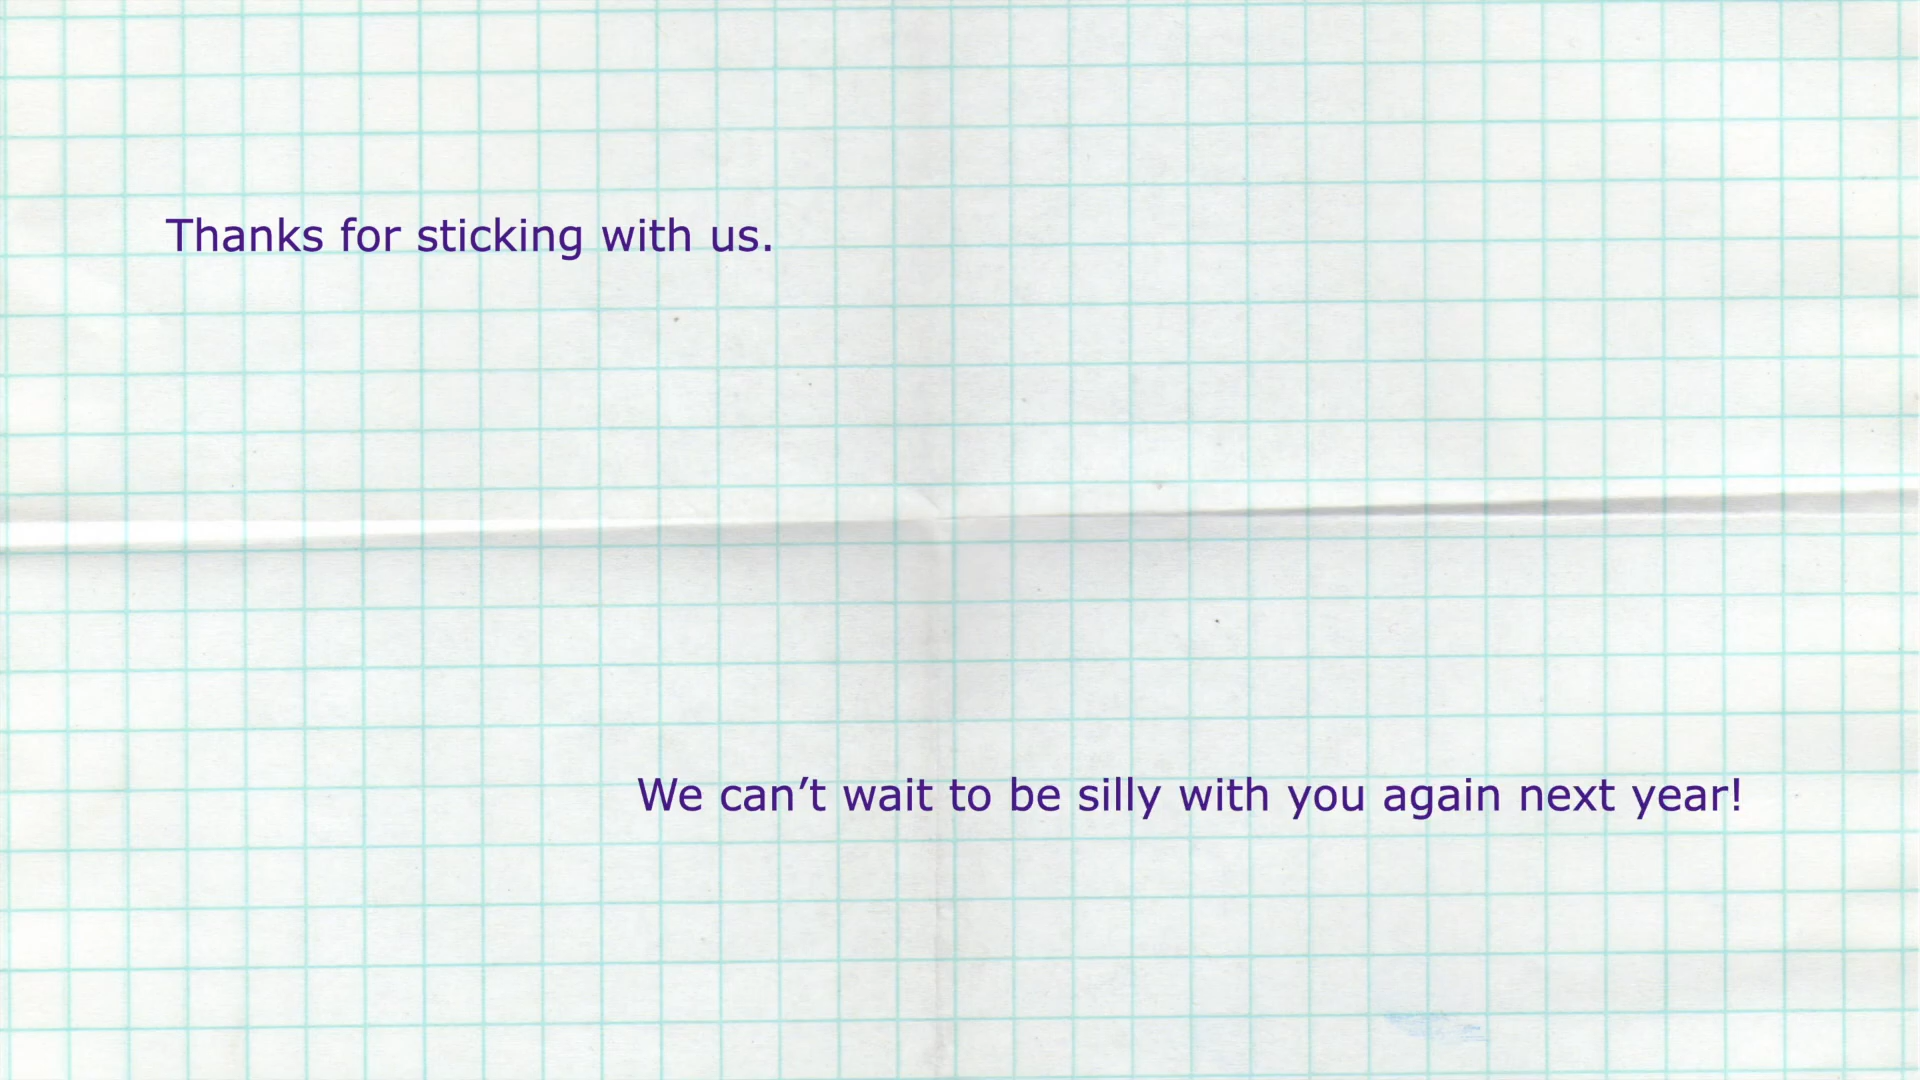 Thanks for sticking with us.
We can’t wait to be silly with you again next year!